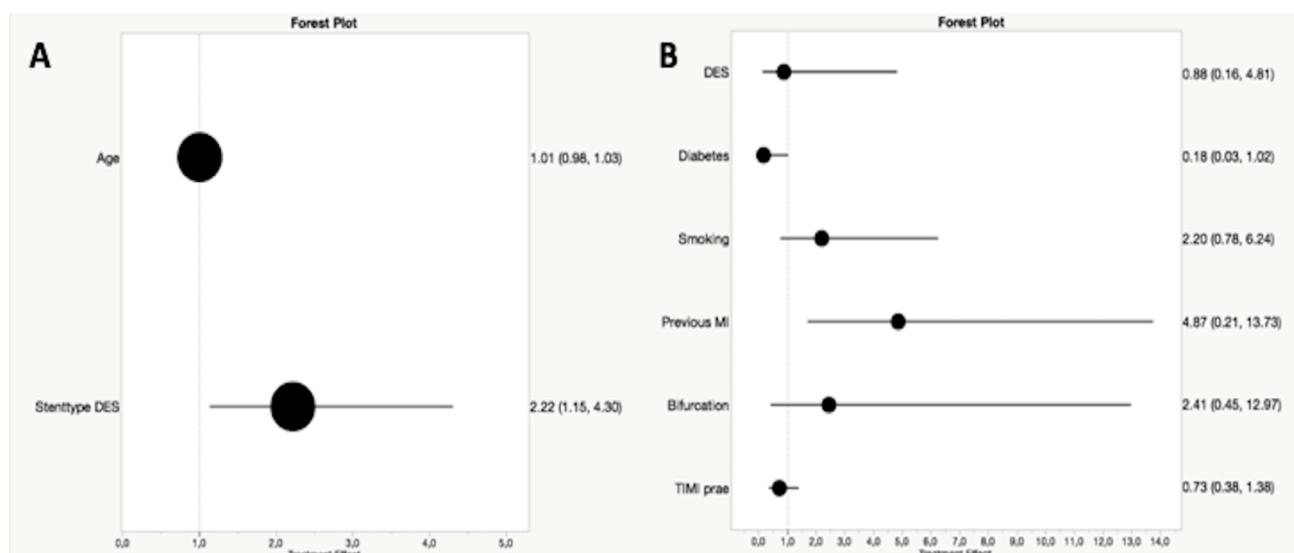 Forest Plot
A
Age
1.01 (0.98, 1.03)
Stenttype DES
2.22 (1.15, 4.30)
0,0 1,0 2,0 3,0 4,0 5,0
Treatment Effect
Forest Plot
B
DES
0.88 (0.16, 4.81)
Diabetes
0.18 (0.03, 1.02)
Smoking
2.20 (0.78, 6.24)
Previous MI
4.87 (0.21, 13.73)
Bifurcation
2.41 (0.45, 12.97)
TIMI prae
0.73 (0.38, 1.38)
0,0 1,0 2,0 3,0 4,0 5,0 6,0 7,0 8,0 9,0 10,0 11,0 12,0 13,0 14,0
Treatment Effect